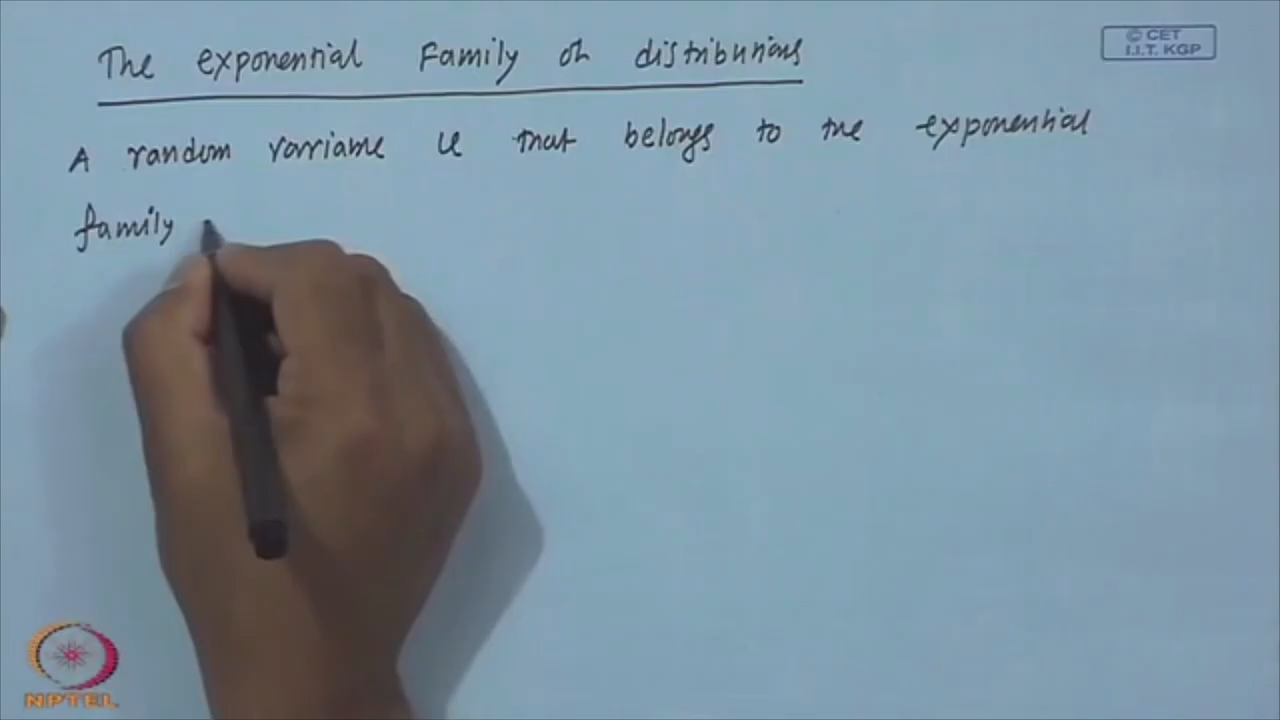 The exponential Family of distributions
© CET
I.I.T. KGP
A random variable u that belongs to the exponential
family
NPTEL